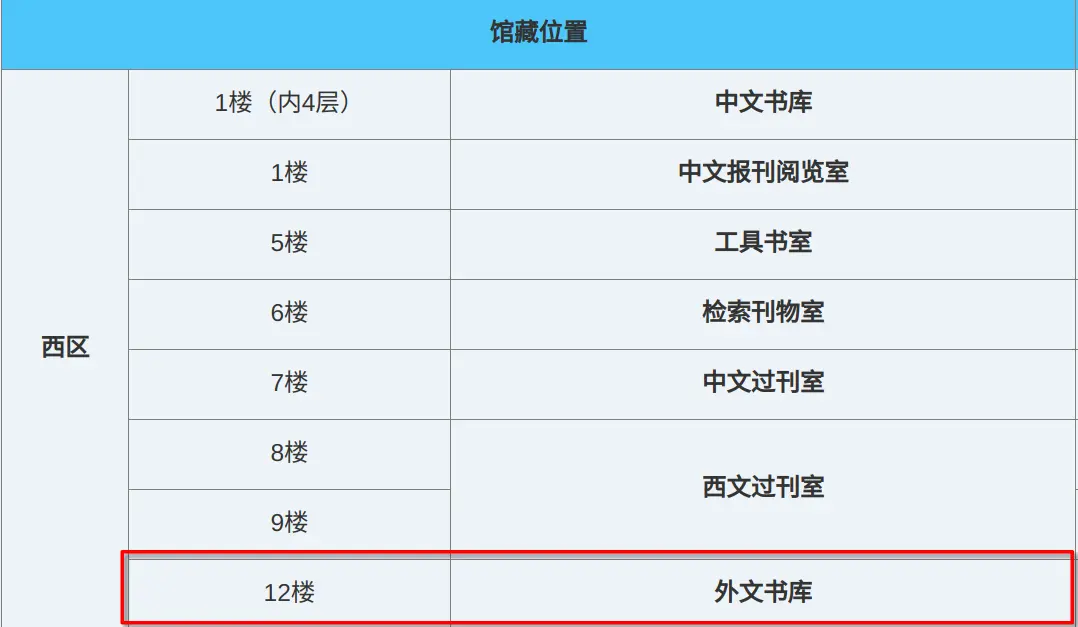 馆藏位置
西区
1楼（内4层）
中文书库
1楼
中文报刊阅览室
5楼
工具书室
6楼
检索刊物室
7楼
中文过刊室
8楼
西文过刊室
9楼
12楼
外文书库